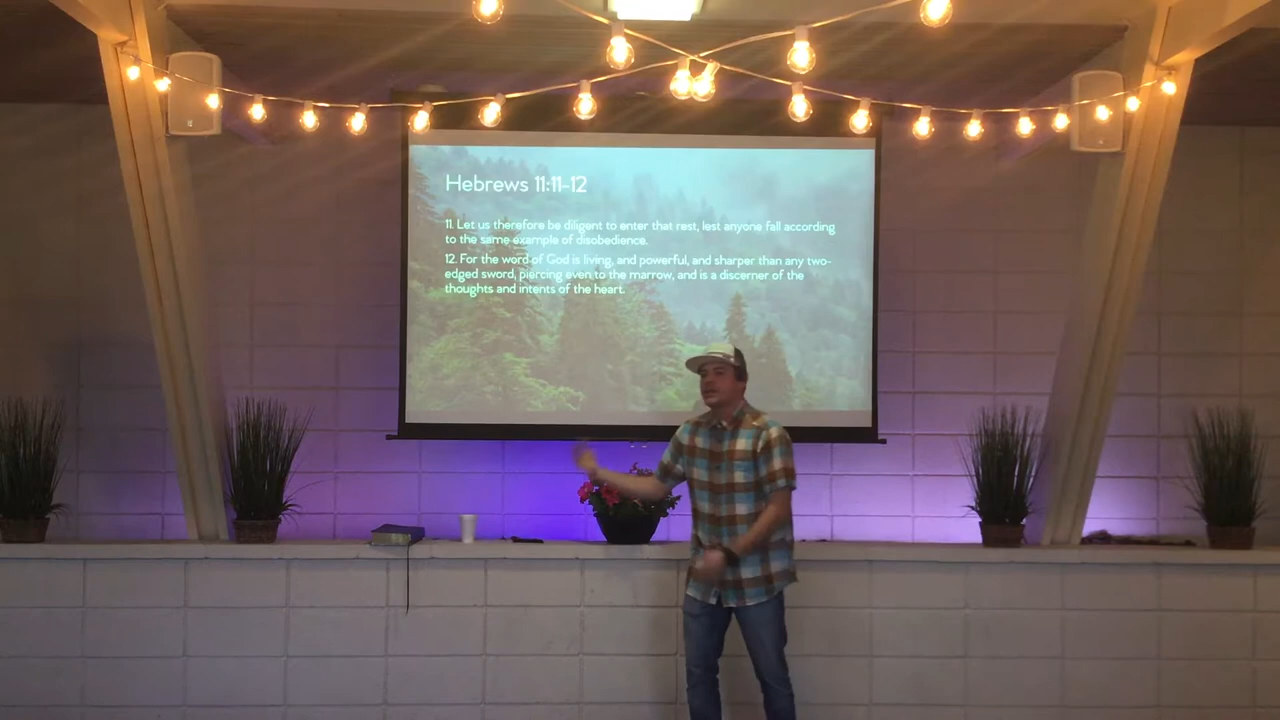 Hebrews 11:11-12
11. Let us therefore be diligent to enter that rest, lest anyone fall according
to the same example of disobedience.
12. For the word of God is living, and powerful, and sharper than any two-
edged sword, piercing even to the marrow, and is a discerner of the
thoughts and intents of the heart.